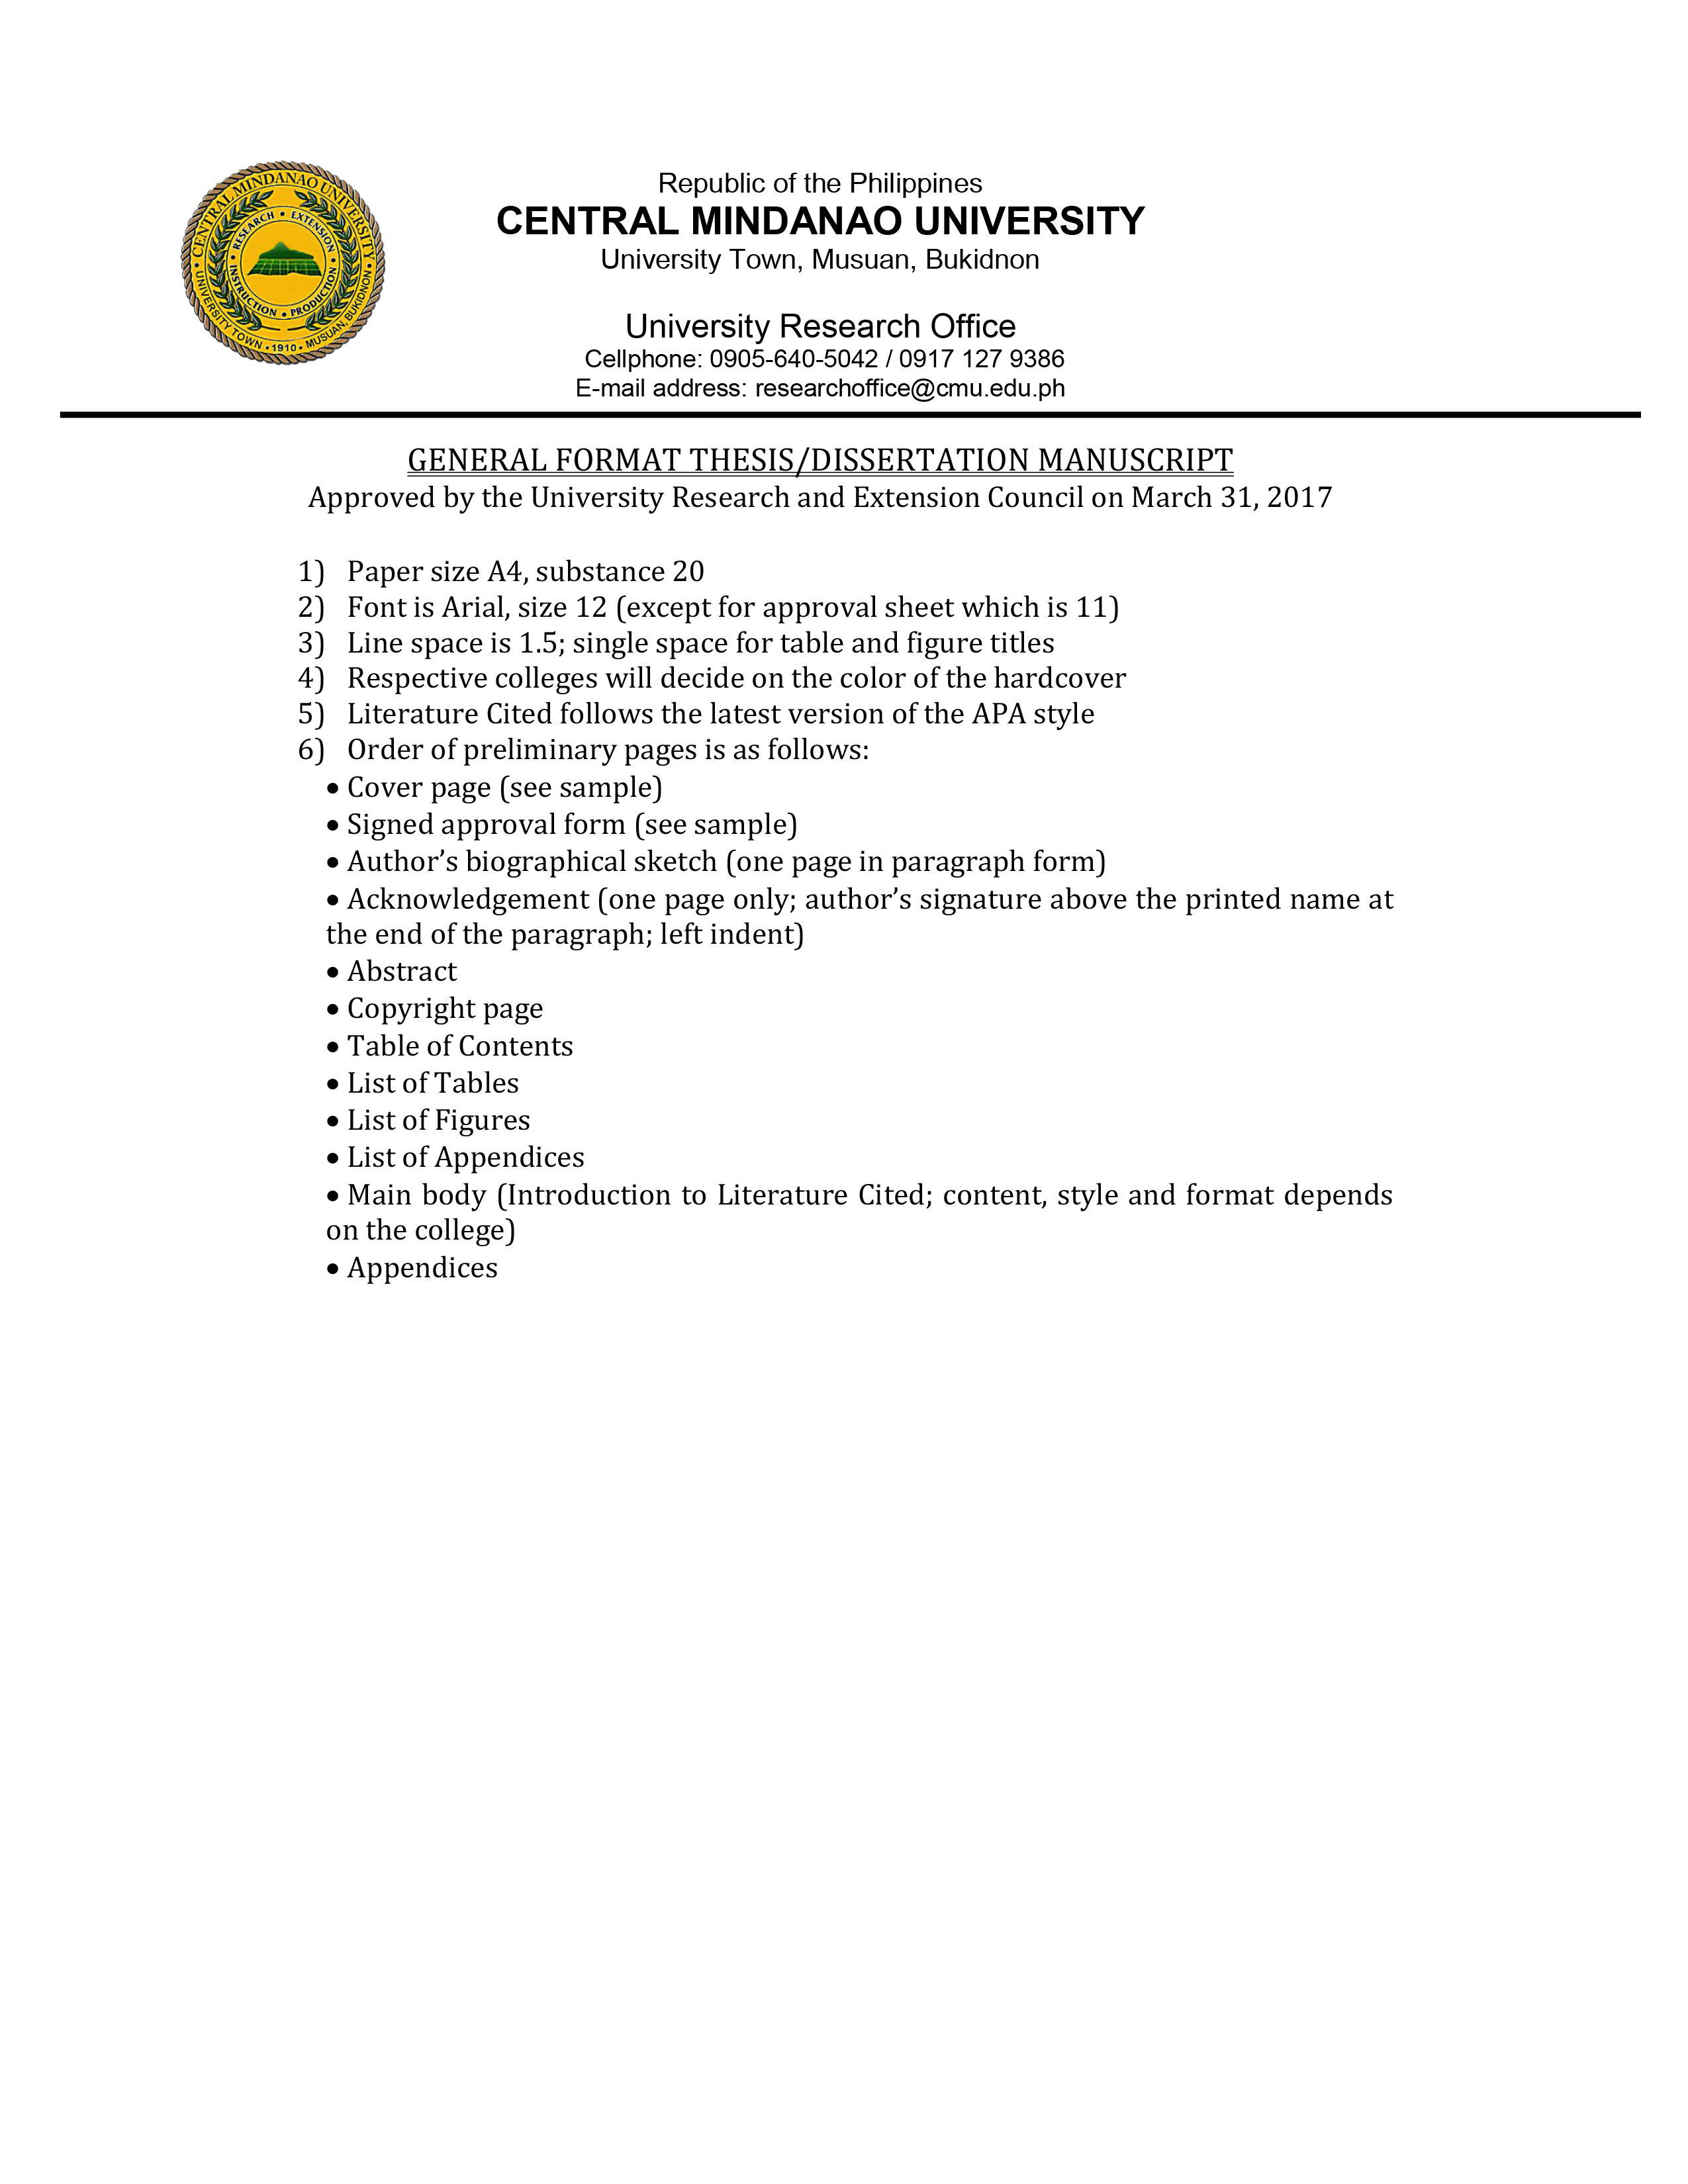 CENTRAL MINDANAO UNIVERSITY
RESEARCH • EXTENSION
INSTRUCTION • PRODUCTION
UNIVERSITY TOWN • 1910 • MUSUAN, BUKIDNON
Republic of the Philippines
CENTRAL MINDANAO UNIVERSITY
University Town, Musuan, Bukidnon
University Research Office
Cellphone: 0905-640-5042 / 0917 127 9386
E-mail address: researchoffice@cmu.edu.ph
GENERAL FORMAT THESIS/DISSERTATION MANUSCRIPT
Approved by the University Research and Extension Council on March 31, 2017
1) Paper size A4, substance 20
2) Font is Arial, size 12 (except for approval sheet which is 11)
3) Line space is 1.5; single space for table and figure titles
4) Respective colleges will decide on the color of the hardcover
5) Literature Cited follows the latest version of the APA style
6) Order of preliminary pages is as follows:
• Cover page (see sample)
• Signed approval form (see sample)
• Author’s biographical sketch (one page in paragraph form)
• Acknowledgement (one page only; author’s signature above the printed name at
the end of the paragraph; left indent)
• Abstract
• Copyright page
• Table of Contents
• List of Tables
• List of Figures
• List of Appendices
• Main body (Introduction to Literature Cited; content, style and format depends
on the college)
• Appendices